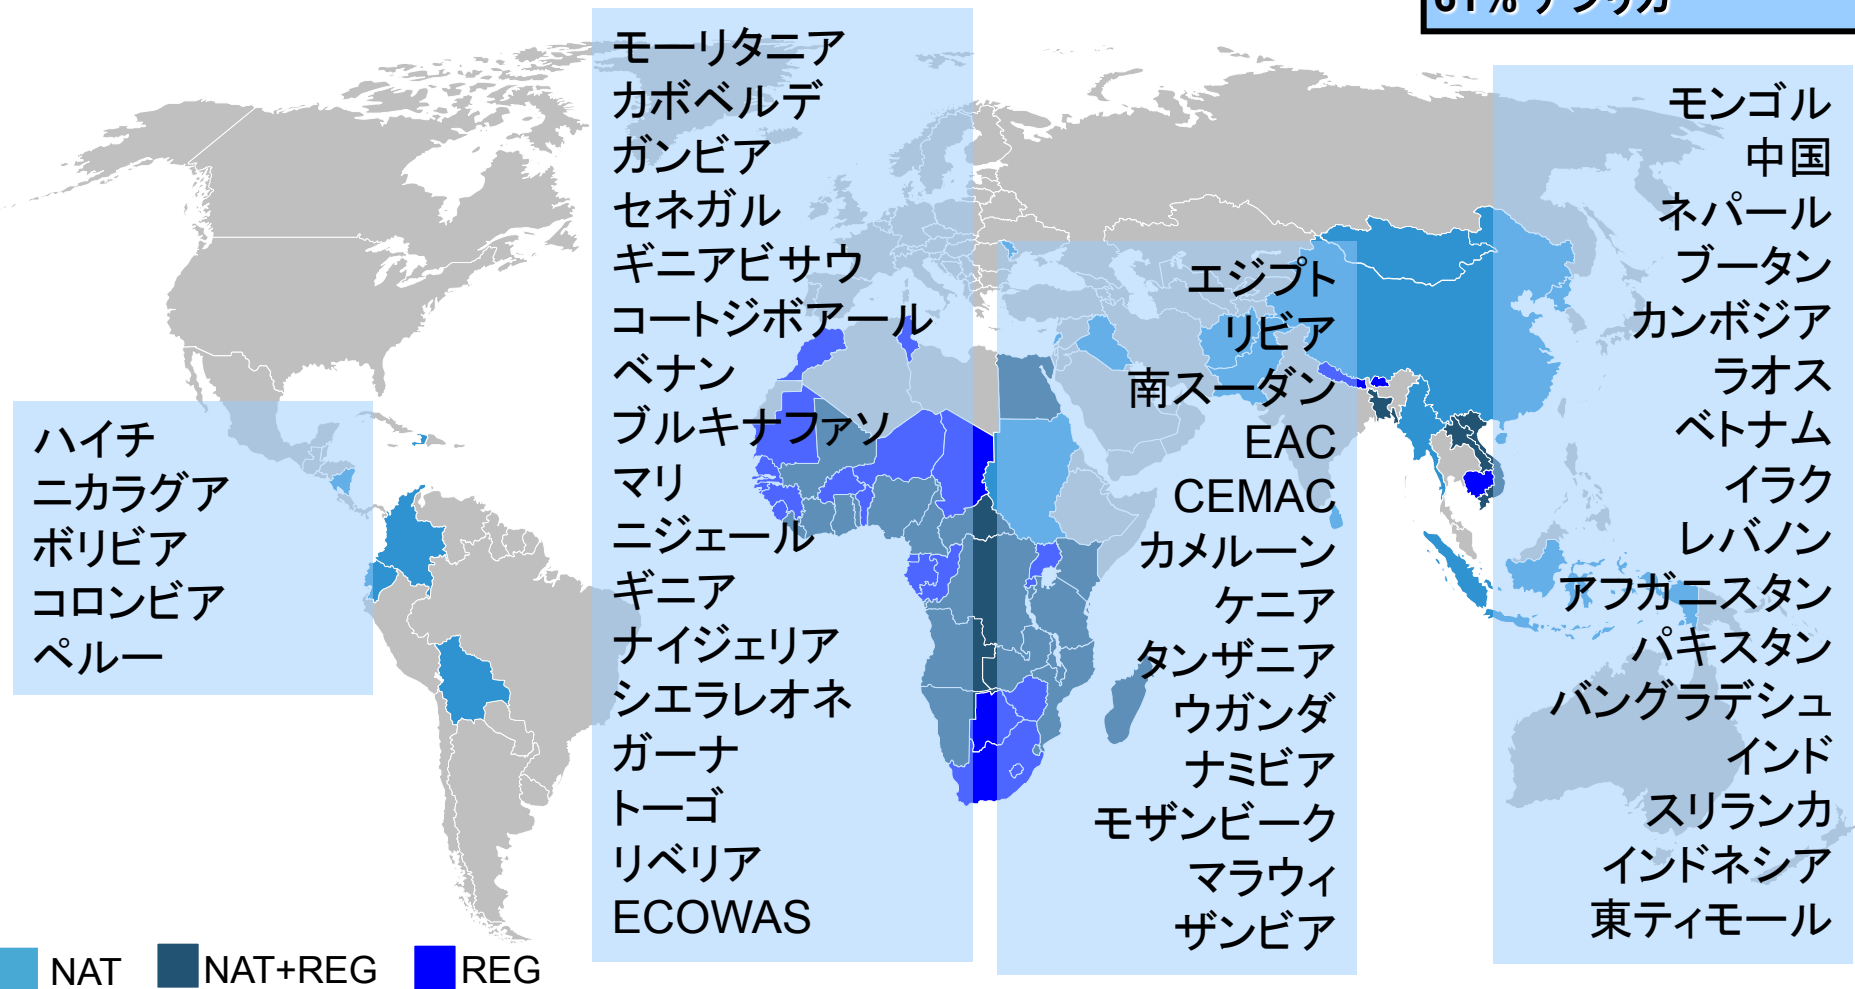 ハイチ
ニカラグア
ボリビア
コロンビア
ペルー
モーリタニア
カボベルデ
ガンビア
セネガル
ギニアビサウ
コートジボアール
ベナン
ブルキナファソ
マリ
ニジェール
ギニア
ナイジェリア
シエラレオネ
ガーナ
トーゴ
リベリア
ECOWAS
エジプト
リビア
南スーダン
EAC
CEMAC
カメルーン
ケニア
タンザニア
ウガンダ
ナミビア
モザンビーク
マラウィ
ザンビア
モンゴル
中国
ネパール
ブータン
カンボジア
ラオス
ベトナム
イラク
レバノン
アフガニスタン
パキスタン
バングラデシュ
インド
スリランカ
インドネシア
東ティモール
NAT
NAT+REG
REG